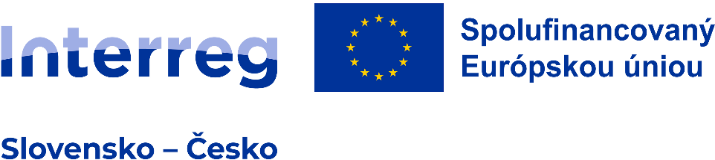 Interreg
Spolufinancovaný
Európskou úniou
Slovensko – Česko